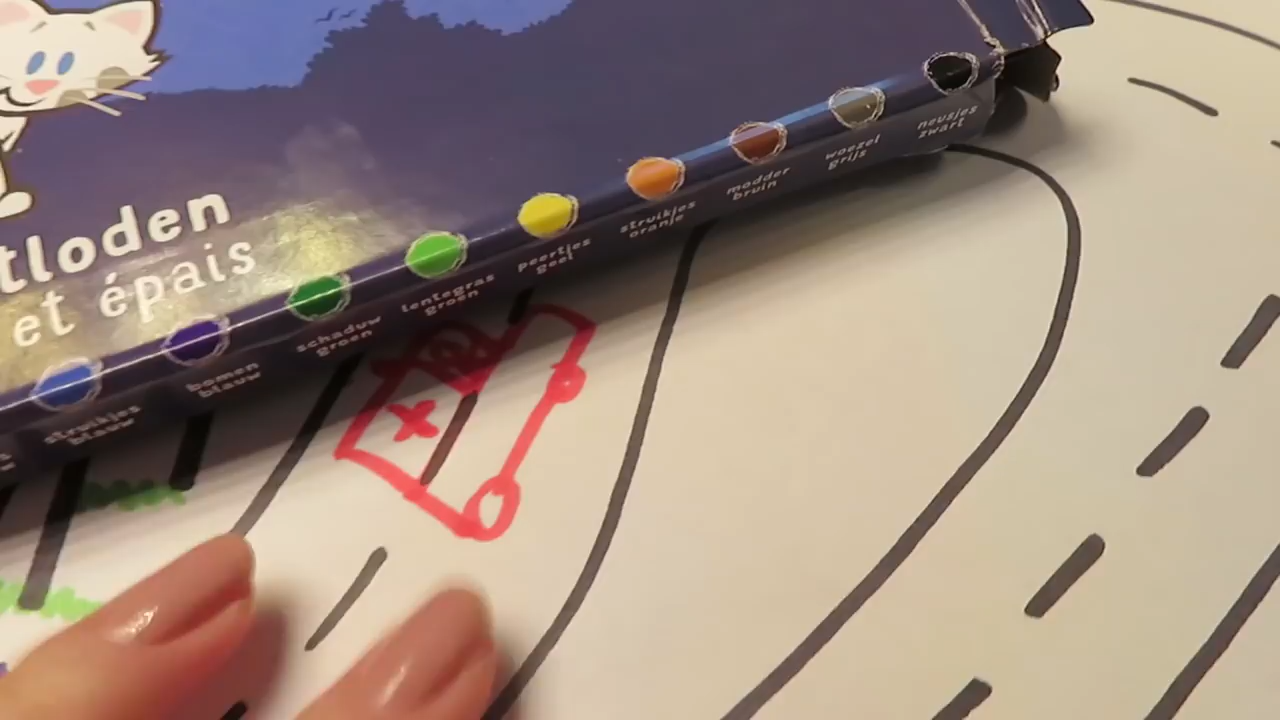 tloden
et épais
struikjes
blauw
bomen
blauw
schaduw
groen
lentegras
groen
peertjes
geel
struikjes
oranje
modder
bruin
woezel
grijs
neusjes
zwart